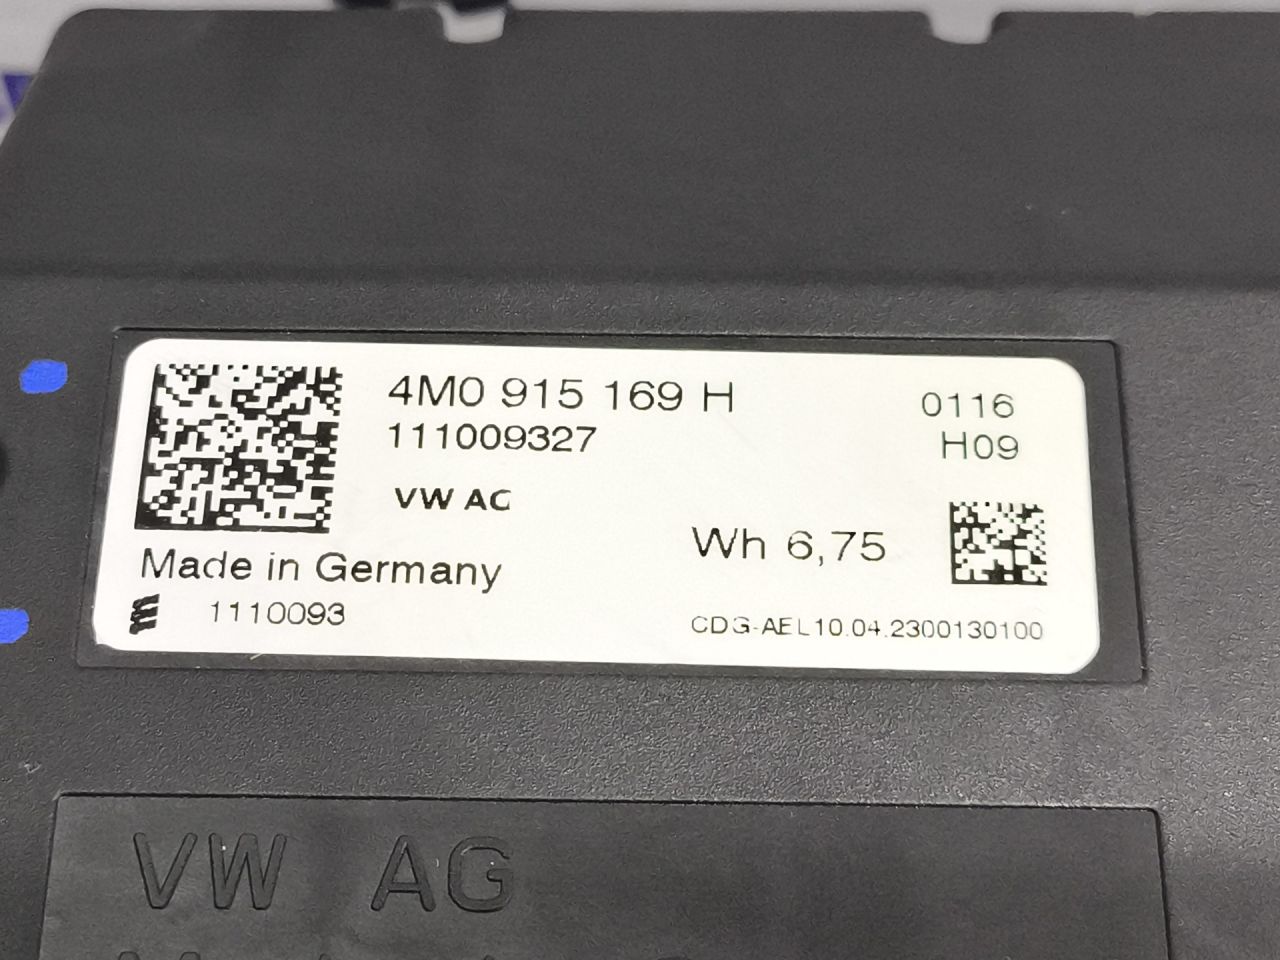 4M0 915 169 H
0116
111009327
H09
VW AG
Wh 6,75
Made in Germany
1110093
CDG-AEL10.04.2300130100
VW AG